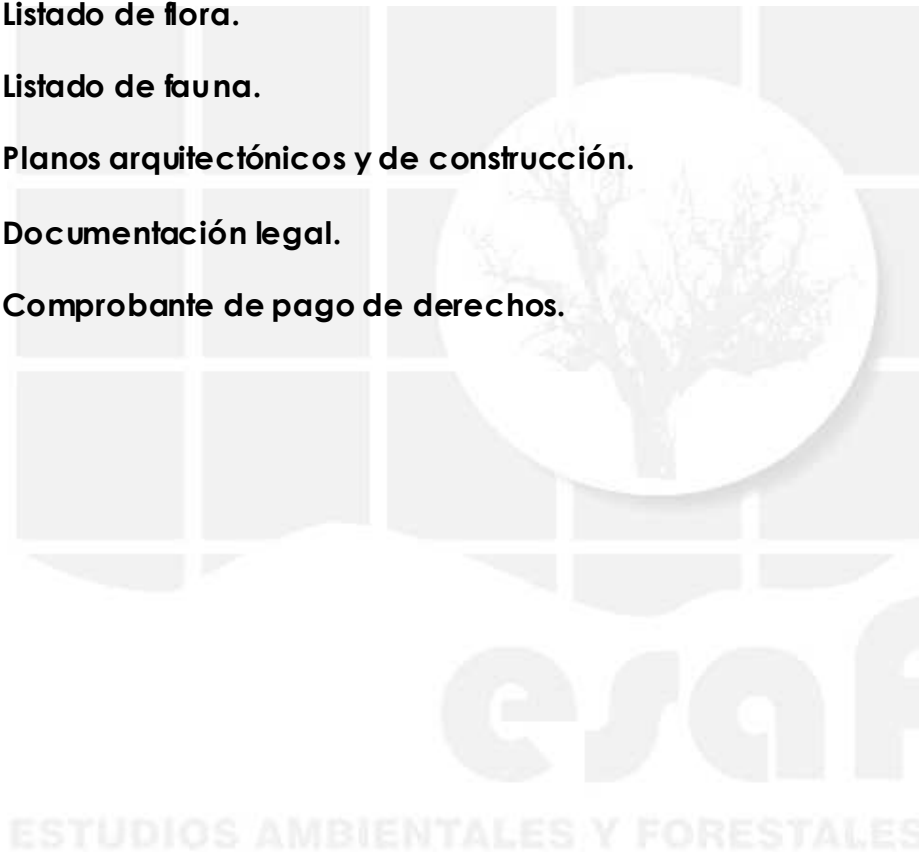 Listado de flora.
Listado de fauna.
Planos arquitectónicos y de construcción.
Documentación legal.
Comprobante de pago de derechos.
esaf
ESTUDIOS AMBIENTALES Y FORESTALES